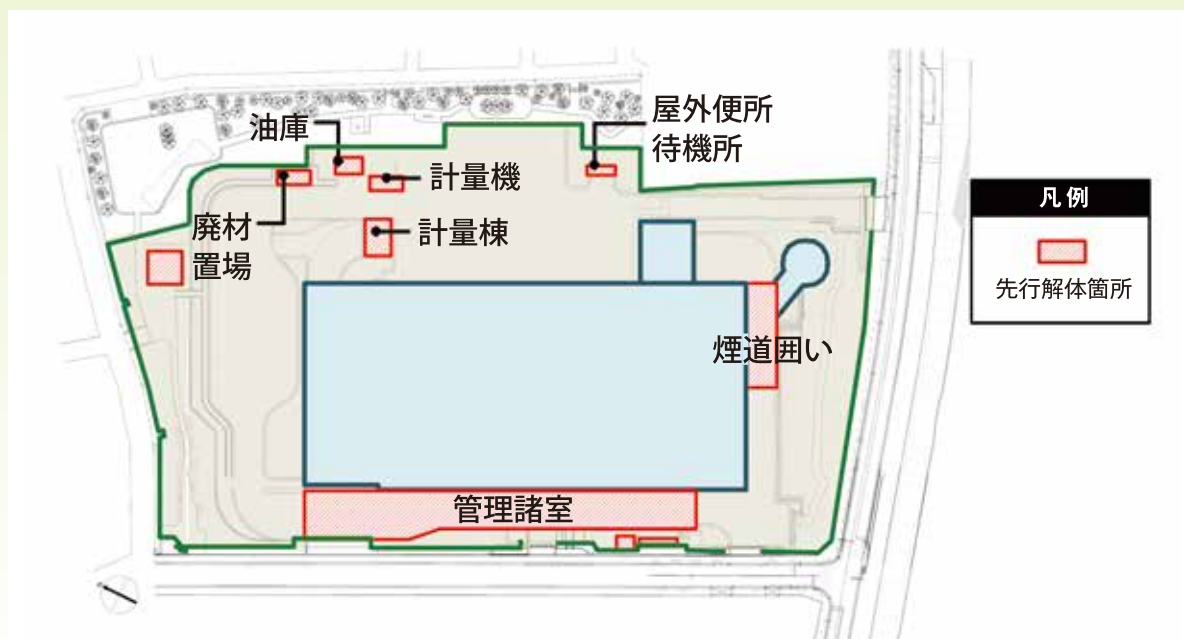 油庫
屋外便所
待機所
計量機
廃材
置場
計量棟
煙道囲い
管理諸室
凡例
先行解体箇所